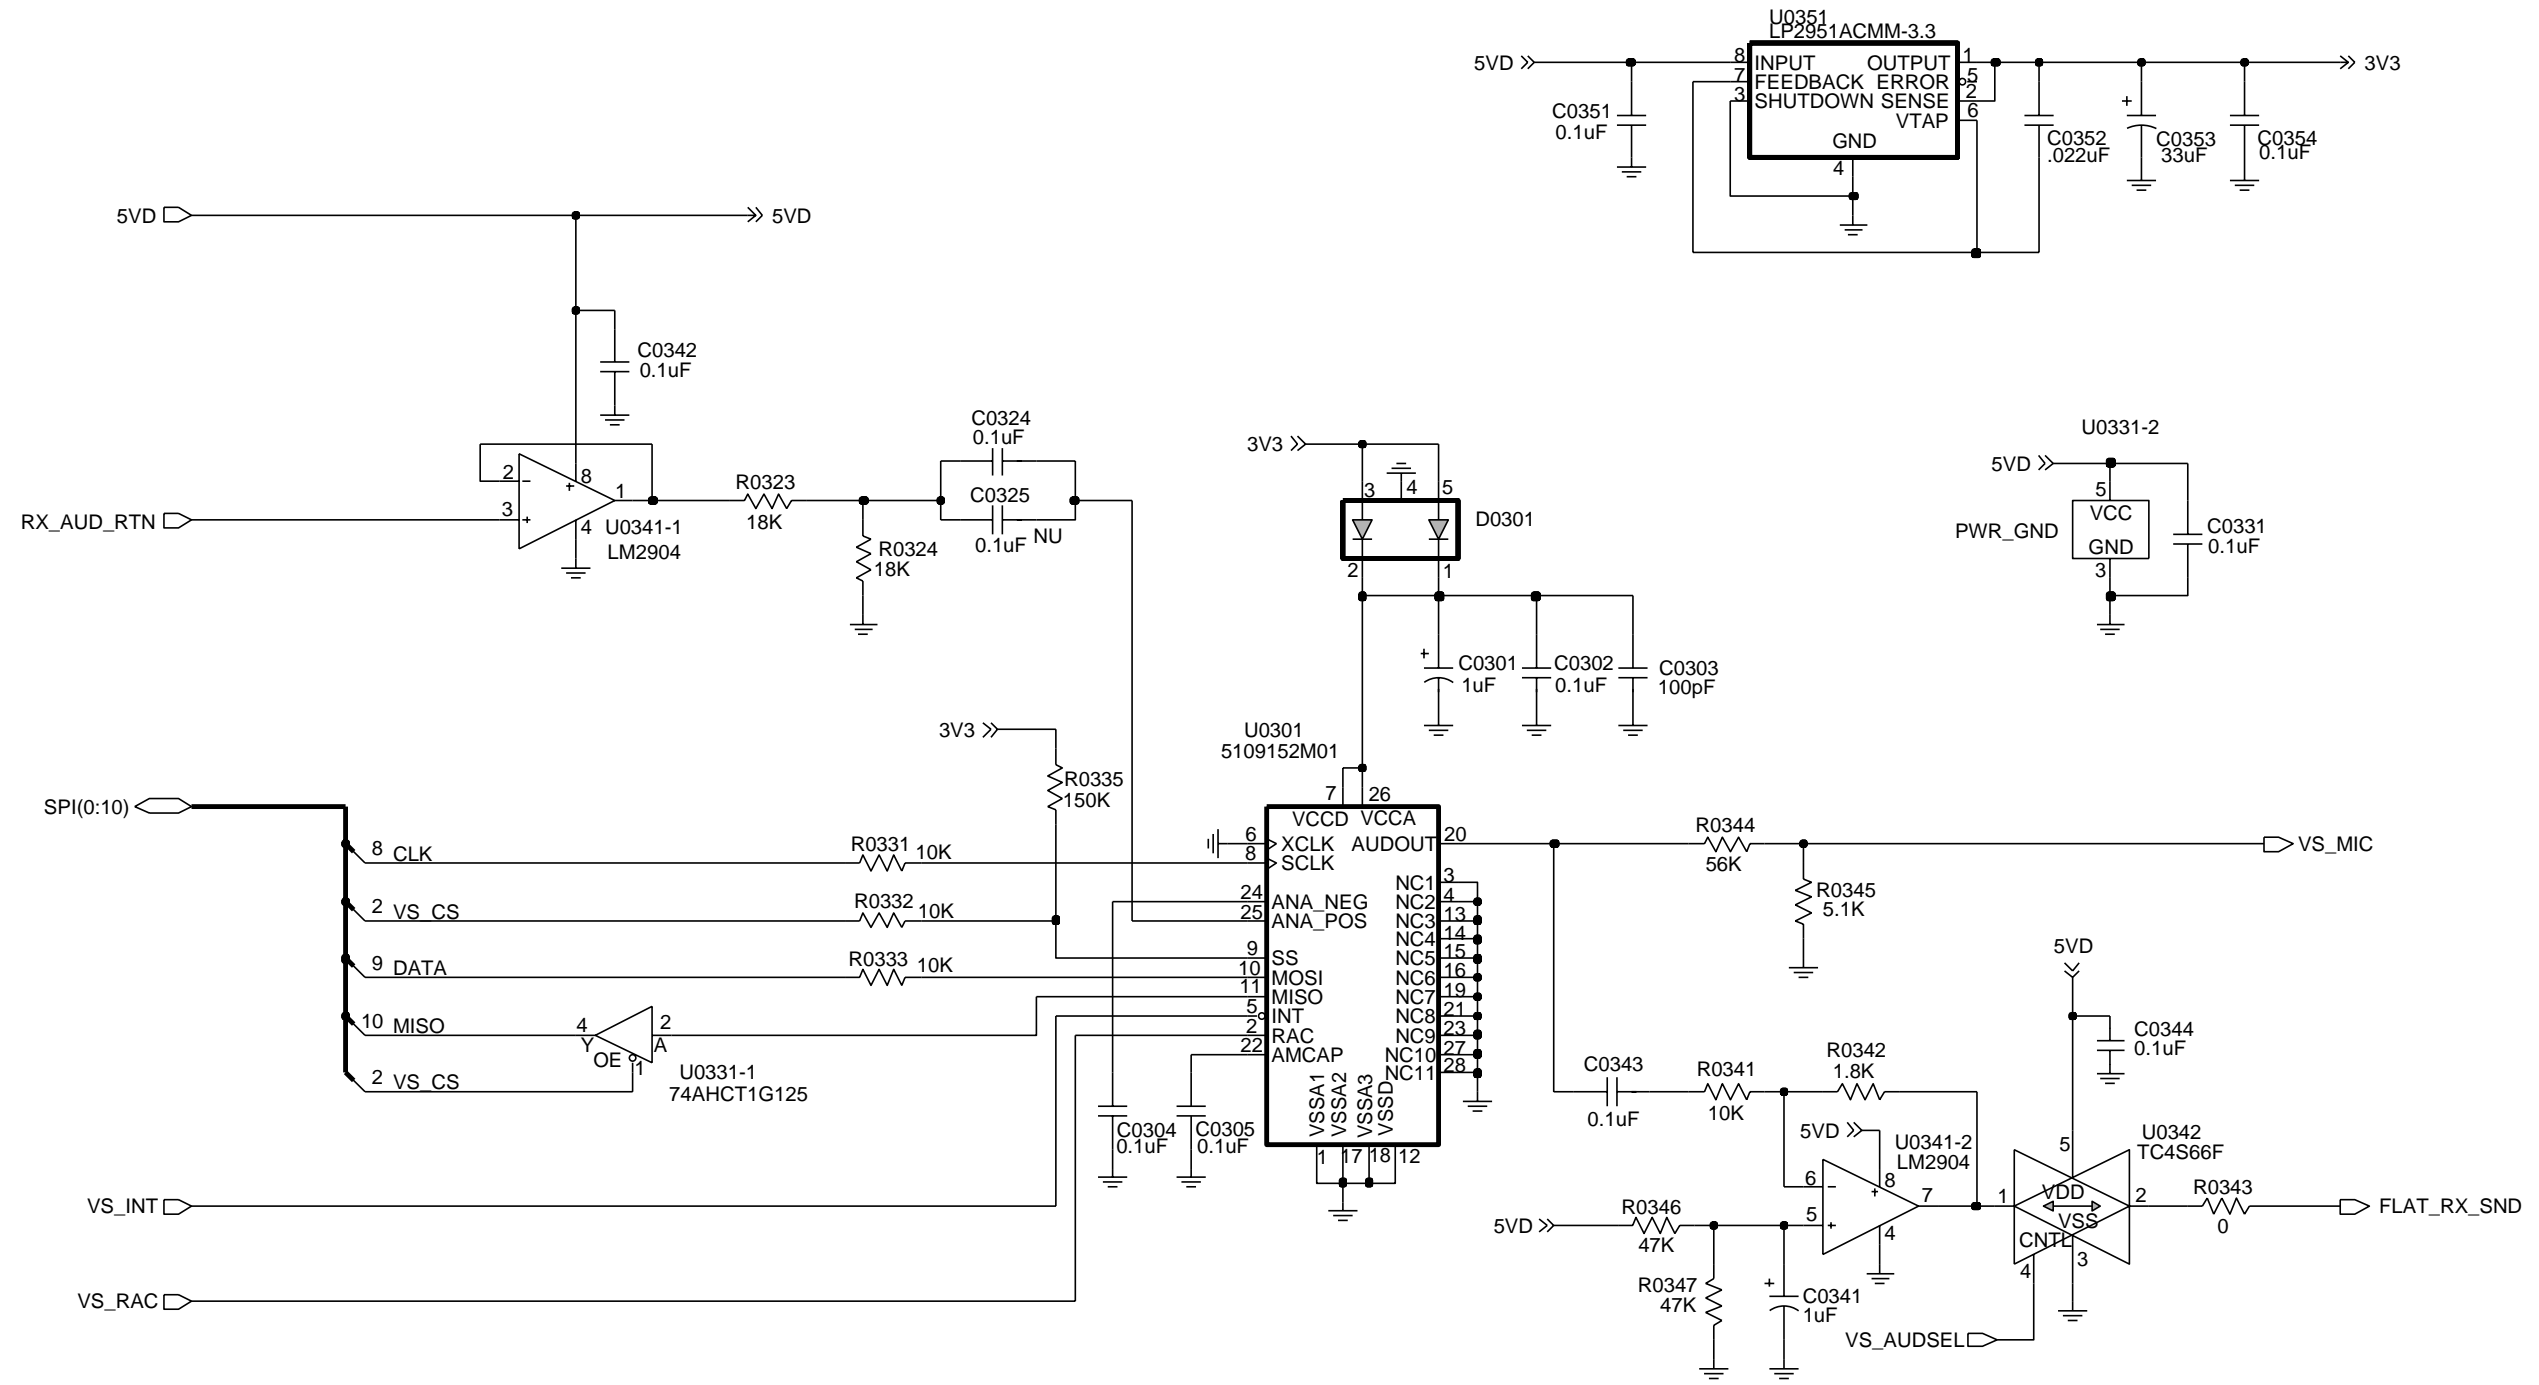 U0351
LP2951ACMM-3.3
5VD
8 INPUT OUTPUT 1
7 FEEDBACK ERROR 5
3 SHUTDOWN SENSE 2
VTAP 6
GND
4
3V3
C0351
0.1uF
C0352
.022uF
C0353
33uF
+
C0354
0.1uF
5VD
5VD
C0342
0.1uF
RX_AUD_RTN
2
3
8
4
1
+
-
+
U0341-1
LM2904
R0323
18K
R0324
18K
C0324
0.1uF
C0325
0.1uF
NU
3V3
3
4
5
D0301
2
1
+
C0301
1uF
C0302
0.1uF
C0303
100pF
U0331-2
5VD
5
VCC
GND
3
PWR_GND
C0331
0.1uF
3V3
R0335
150K
U0301
5109152M01
7
26
VCCD VCCA
6 XCLK
8 SCLK
24 ANA_NEG
25 ANA_POS
9 SS
10 MOSI
11 MISO
5 INT
2 RAC
22 AMCAP
AUDOUT 20
NC1 3
NC2 4
NC3 13
NC4 14
NC5 15
NC6 16
NC7 19
NC8 21
NC9 23
NC10 27
NC11 28
VSSA1
VSSA2
VSSA3
VSSD
1 17 18 12
SPI(0:10)
8 CLK
R0331 10K
2 VS_CS
R0332 10K
9 DATA
R0333 10K
10 MISO
4
Y
OE
1
2
A
2 VS_CS
U0331-1
74AHCT1G125
C0304
0.1uF
C0305
0.1uF
VS_INT
VS_RAC
R0344
56K
VS_MIC
R0345
5.1K
C0343
0.1uF
R0341
10K
R0342
1.8K
5VD
U0341-2
LM2904
6
5
8
4
7
-
+
+
5VD
R0346
47K
R0347
47K
+
C0341
1uF
5VD
C0344
0.1uF
5
U0342
TC4S66F
1
VDD
VSS
CNTL
2
3
4
R0343
0
FLAT_RX_SND
VS_AUDSEL